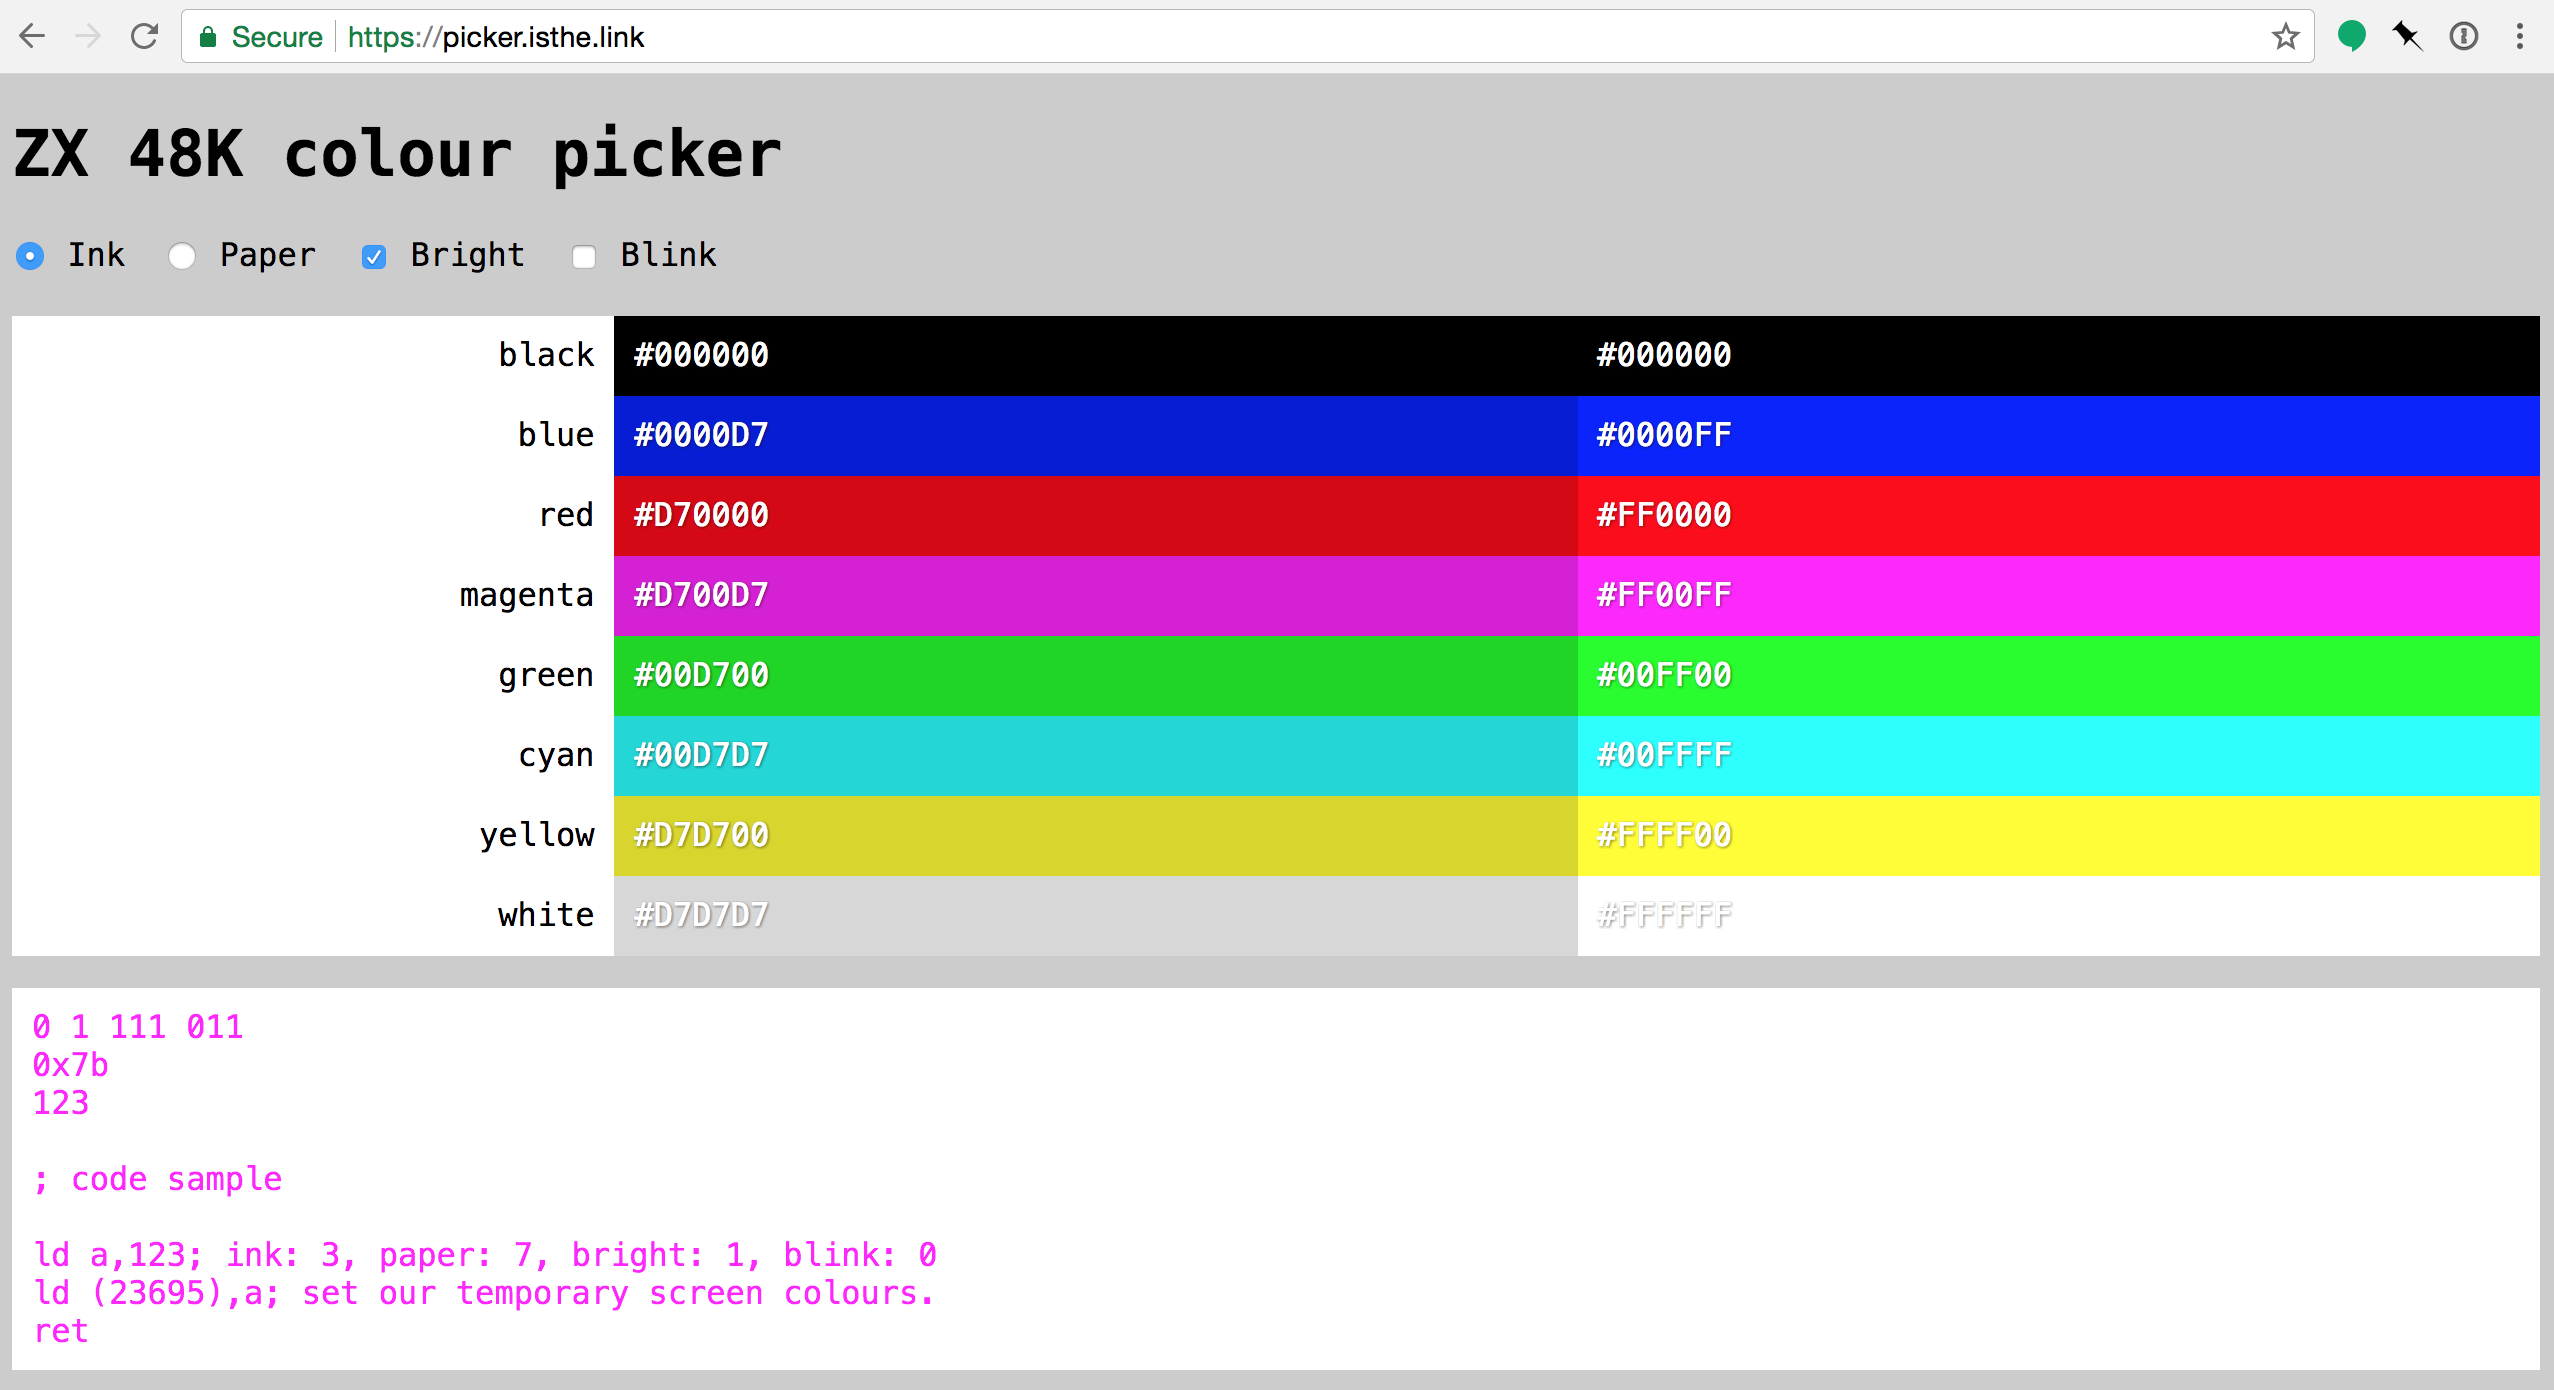 Secure https://picker.isthe.link
ZX 48K colour picker
Ink Paper Bright Blink
black #000000 #000000
blue #0000D7 #0000FF
red #D70000 #FF0000
magenta #D700D7 #FF00FF
green #00D700 #00FF00
cyan #00D7D7 #00FFFF
yellow #D7D700 #FFFF00
white #D7D7D7 #FFFFFF
0 1 111 011
0x7b
123
; code sample
ld a,123; ink: 3, paper: 7, bright: 1, blink: 0
ld (23695),a; set our temporary screen colours.
ret